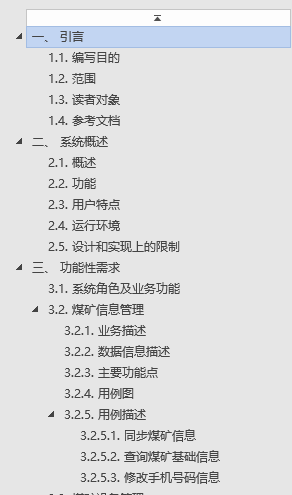 一、 引言
1.1. 编写目的
1.2. 范围
1.3. 读者对象
1.4. 参考文档
二、 系统概述
2.1. 概述
2.2. 功能
2.3. 用户特点
2.4. 运行环境
2.5. 设计和实现上的限制
三、 功能性需求
3.1. 系统角色及业务功能
3.2. 煤矿信息管理
3.2.1. 业务描述
3.2.2. 数据信息描述
3.2.3. 主要功能点
3.2.4. 用例图
3.2.5. 用例描述
3.2.5.1. 同步煤矿信息
3.2.5.2. 查询煤矿基础信息
3.2.5.3. 修改手机号码信息